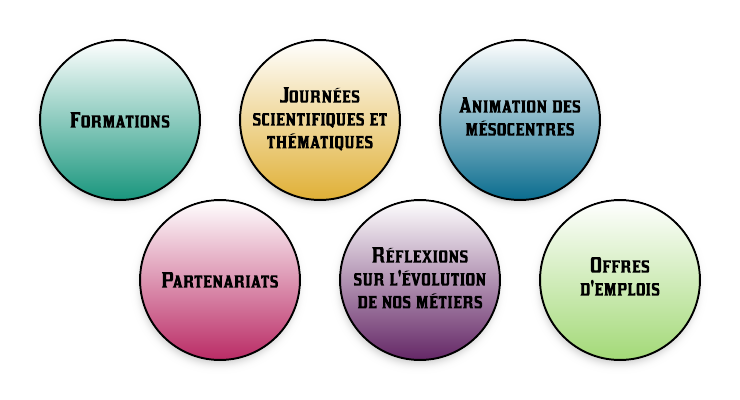 Formations
Journées
scientifiques et
thématiques
Animation des
mésocentres
Partenariats
Réflexions
sur l'évolution
de nos métiers
Offres
d'emplois